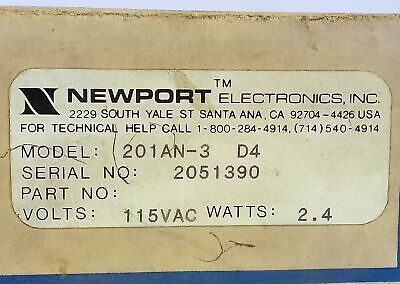 NEWPORT™ ELECTRONICS, INC.
2229 SOUTH YALE ST SANTA ANA, CA 92704-4426 USA
FOR TECHNICAL HELP CALL 1-800-284-4914, (714) 540-4914
MODEL: 201AN-3 D4
SERIAL NO: 2051390
PART NO:
VOLTS: 115VAC WATTS: 2.4